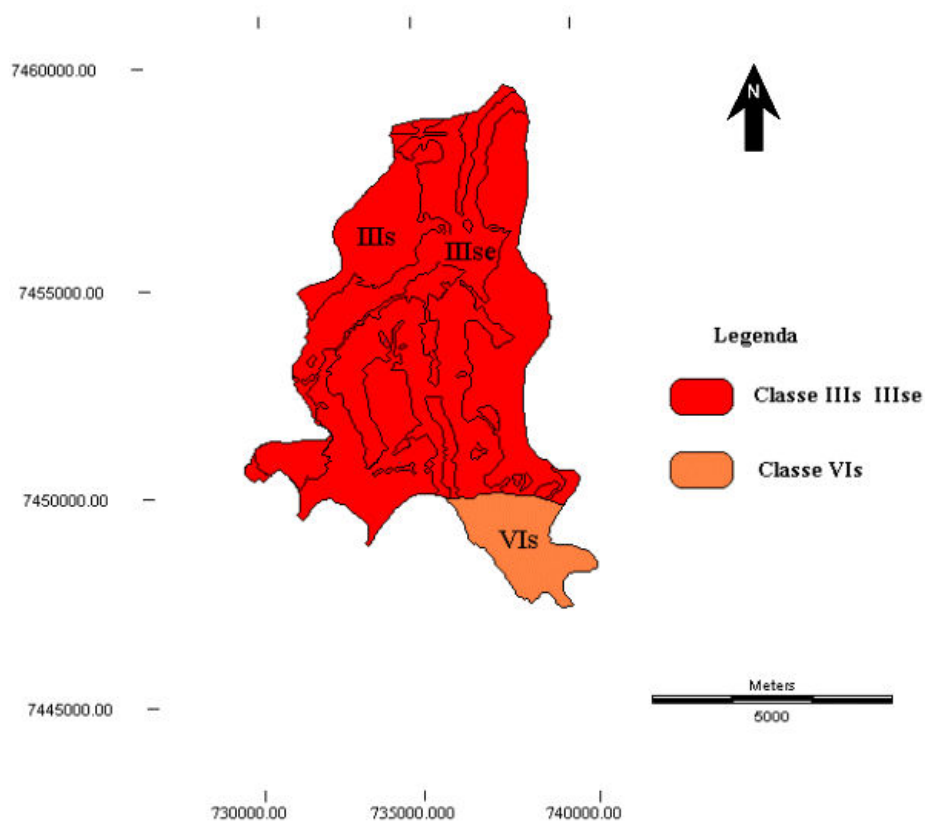 7460000.00
N
IIIs
IIIse
7455000.00
Legenda
Classe IIIs  IIIse
Classe VIs
7450000.00
VIs
Meters
5000
7445000.00
730000.00
735000.000
740000.00